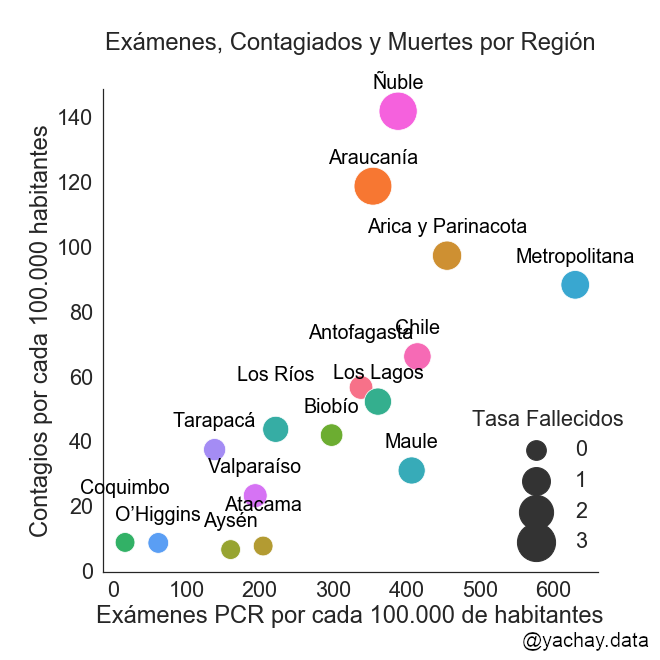 Exámenes, Contagiados y Muertes por Región
Contagios por cada 100.000 habitantes
140
120
100
80
60
40
20
0
Ñuble
Araucanía
Arica y Parinacota
Metropolitana
Chile
Antofagasta
Los Lagos
Los Ríos
Biobío
Tarapacá
Maule
Valparaíso
Coquimbo
Atacama
O'Higgins
Aysén
Tasa Fallecidos
0
1
2
3
0 100 200 300 400 500 600
Exámenes PCR por cada 100.000 de habitantes
@yachay.data